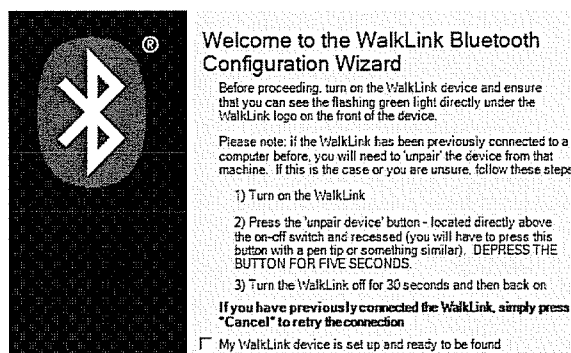 ®
Welcome to the WalkLink Bluetooth
Configuration Wizard
Before proceeding, turn on the WalkLink device and ensure
that you can see the flashing green light directly under the
WalkLink logo on the front of the device.
Please note: if the WalkLink has been previously connected to a
computer before, you will need to 'unpair' the device from that
machine. If this is the case or you are unsure, follow these steps
1) Turn on the WalkLink
2) Press the 'unpair device' button - located directly above
the on-off switch and recessed (you will have to press this
button with a pen tip or something similar). DEPRESS THE
BUTTON FOR FIVE SECONDS.
3) Turn the WalkLink off for 30 seconds and then back on
If you have previously connected the WalkLink, simply press
"Cancel" to retry the connection
My WalkLink device is set up and ready to be found